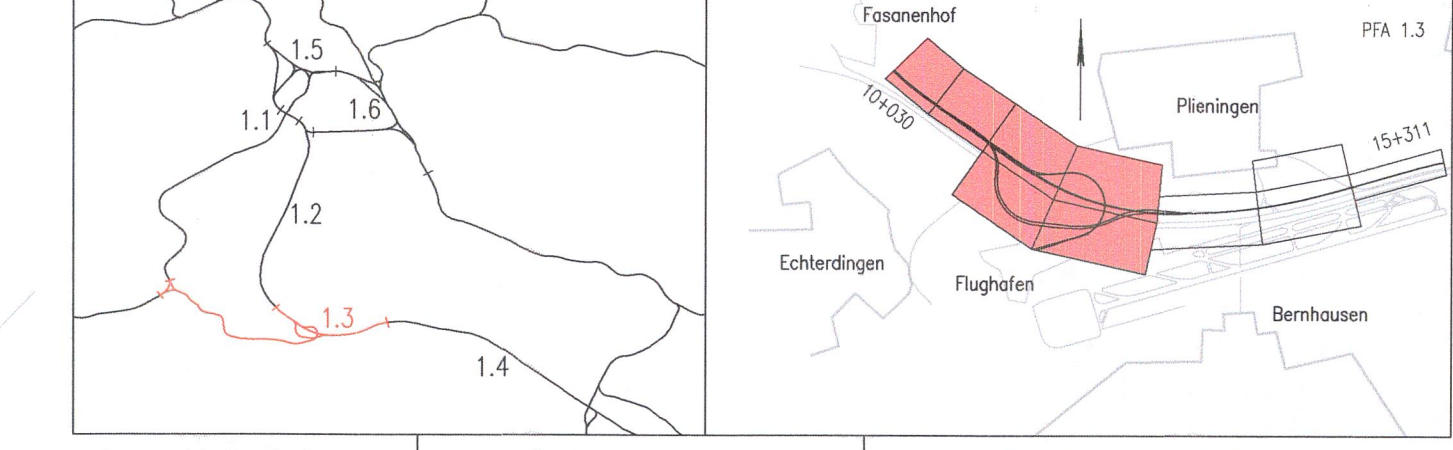 1.5
1.6
1.1
1.2
1.3
1.4
Fasanenhof
PFA 1.3
10+030
Plieningen
15+311
Echterdingen
Flughafen
Bernhausen